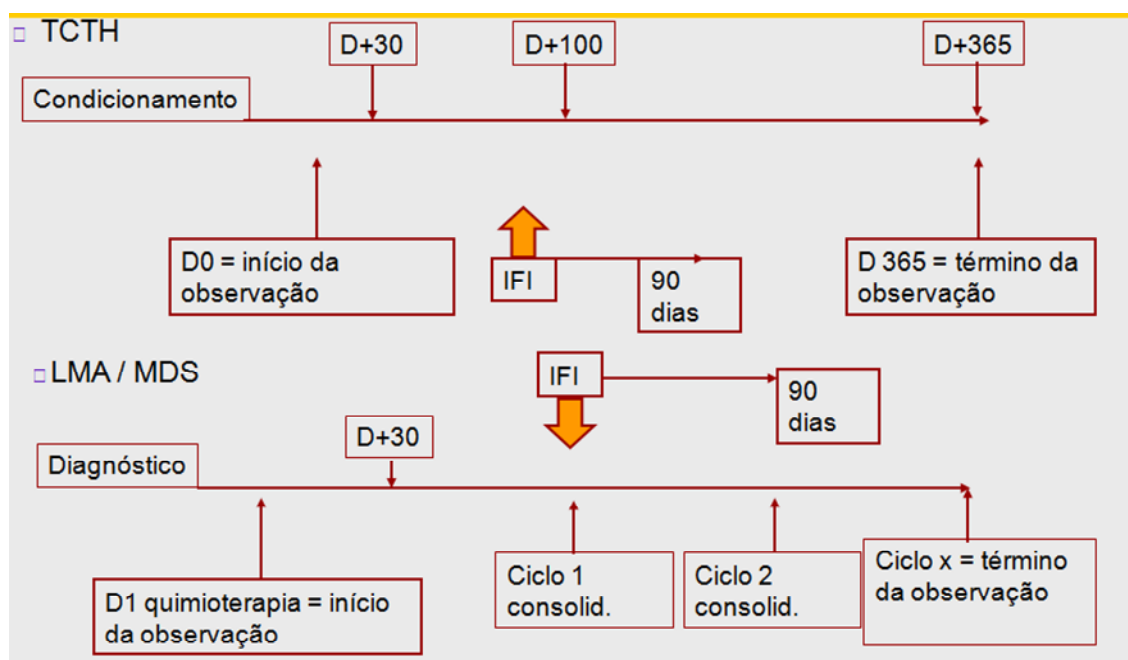 TCTH
D+30
D+100
D+365
Condicionamento
D0 = início da
observação
IFI
90
dias
D 365 = término da
observação
LMA / MDS
IFI
90
dias
D+30
Diagnóstico
D1 quimioterapia = início
da observação
Ciclo 1
consolid.
Ciclo 2
consolid.
Ciclo x = término
da observação